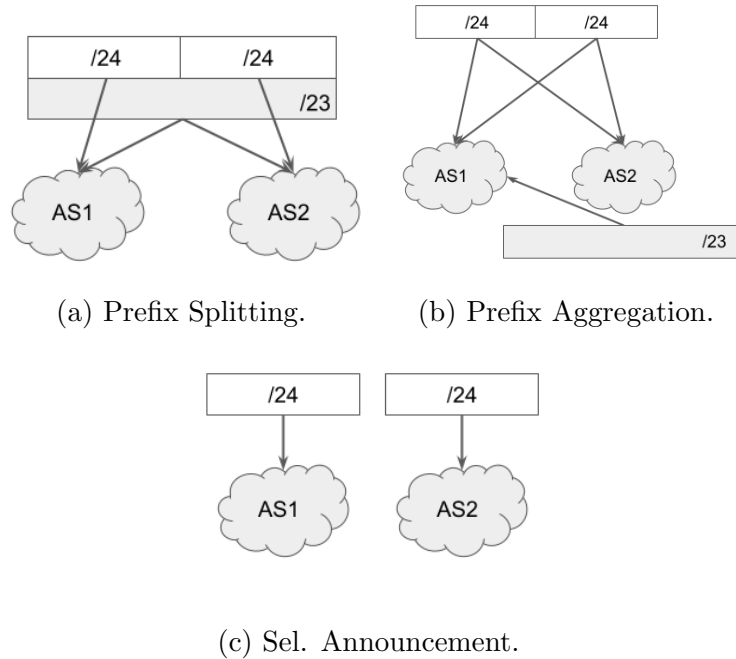 /24 /24
/23
AS1 AS2
(a) Prefix Splitting.
/24 /24
AS1 AS2
/23
(b) Prefix Aggregation.
/24 /24
AS1 AS2
(c) Sel. Announcement.